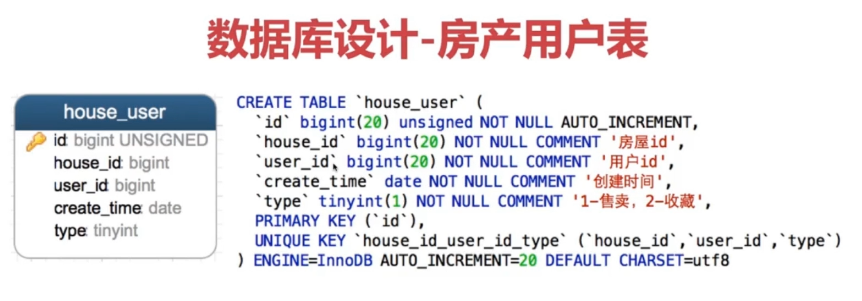 数据库设计-房产用户表
house_user
id: bigint UNSIGNED
house_id: bigint
user_id: bigint
create_time: date
type: tinyint
CREATE TABLE `house_user` (
`id` bigint(20) unsigned NOT NULL AUTO_INCREMENT,
`house_id` bigint(20) NOT NULL COMMENT '房屋id',
`user_id` bigint(20) NOT NULL COMMENT '用户id',
`create_time` date NOT NULL COMMENT '创建时间',
`type` tinyint(1) NOT NULL COMMENT '1-售卖，2-收藏',
PRIMARY KEY (`id`),
UNIQUE KEY `house_id_user_id_type` (`house_id`,`user_id`,`type`)
) ENGINE=InnoDB AUTO_INCREMENT=20 DEFAULT CHARSET=utf8